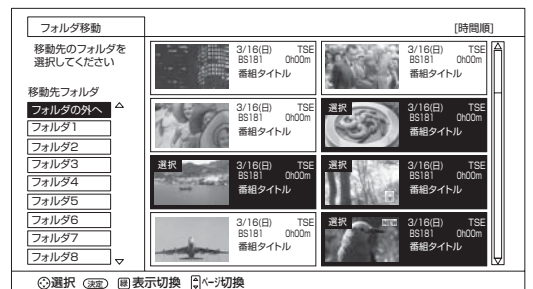 フォルダ移動
[時間順]
移動先のフォルダを
選択してください
移動先フォルダ
フォルダの外へ
フォルダ1
フォルダ2
フォルダ3
フォルダ4
フォルダ5
フォルダ6
フォルダ7
フォルダ8
3/16(日) TSE
BS181 0h00m
番組タイトル
3/16(日) TSE
BS181 0h00m
番組タイトル
3/16(日) TSE
BS181 0h00m
番組タイトル
選択
3/16(日) TSE
BS181 0h00m
番組タイトル
選択
3/16(日) TSE
BS181 0h00m
番組タイトル
選択
3/16(日) TSE
BS181 0h00m
番組タイトル
3/16(日) TSE
BS181 0h00m
番組タイトル
選択
NEW
3/16(日) TSE
BS181 0h00m
番組タイトル
選択 決定 緑 表示切換 ページ切換